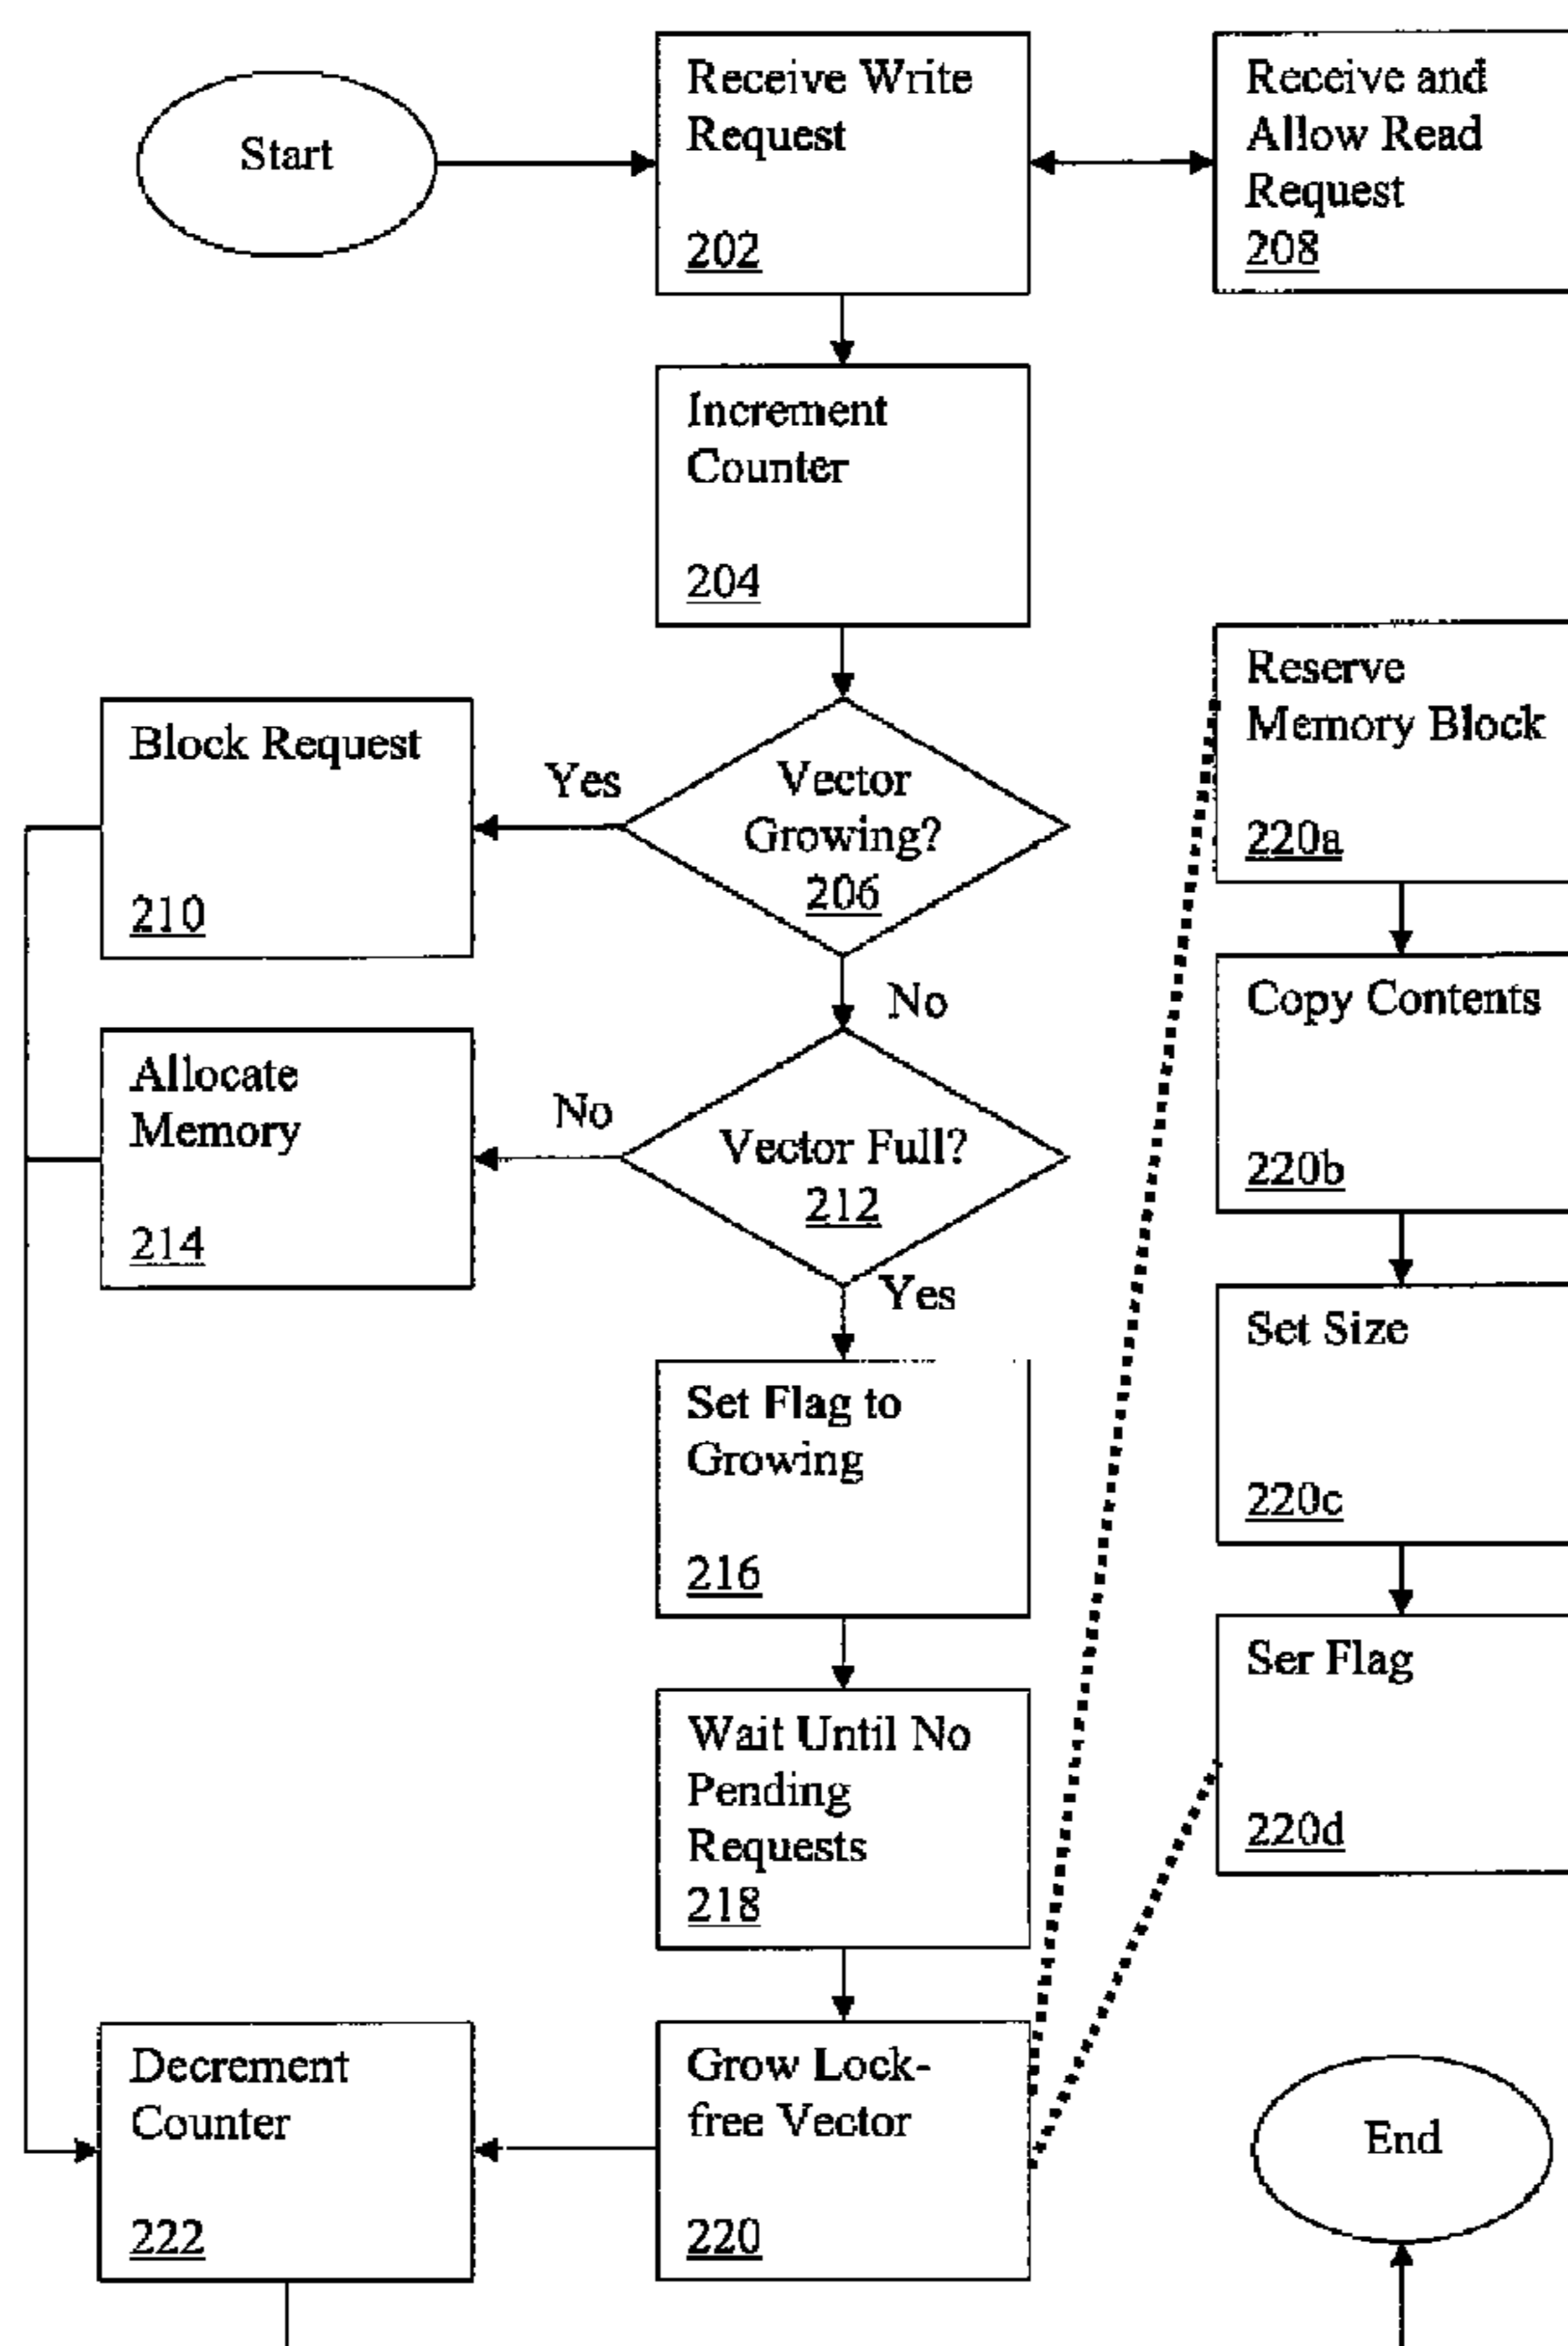 Start
Receive Write
Request
202
Receive and
Allow Read
Request
208
Increment
Counter
204
Block Request
210
Yes
Vector
Growing?
206
No
Reserve
Memory Block
220a
Allocate
Memory
214
No
Vector Full?
212
Yes
Copy Contents
220b
Set Flag to
Growing
216
Set Size
220c
Wait Until No
Pending
Requests
218
Ser Flag
220d
Decrement
Counter
222
Grow Lock-
free Vector
220
End